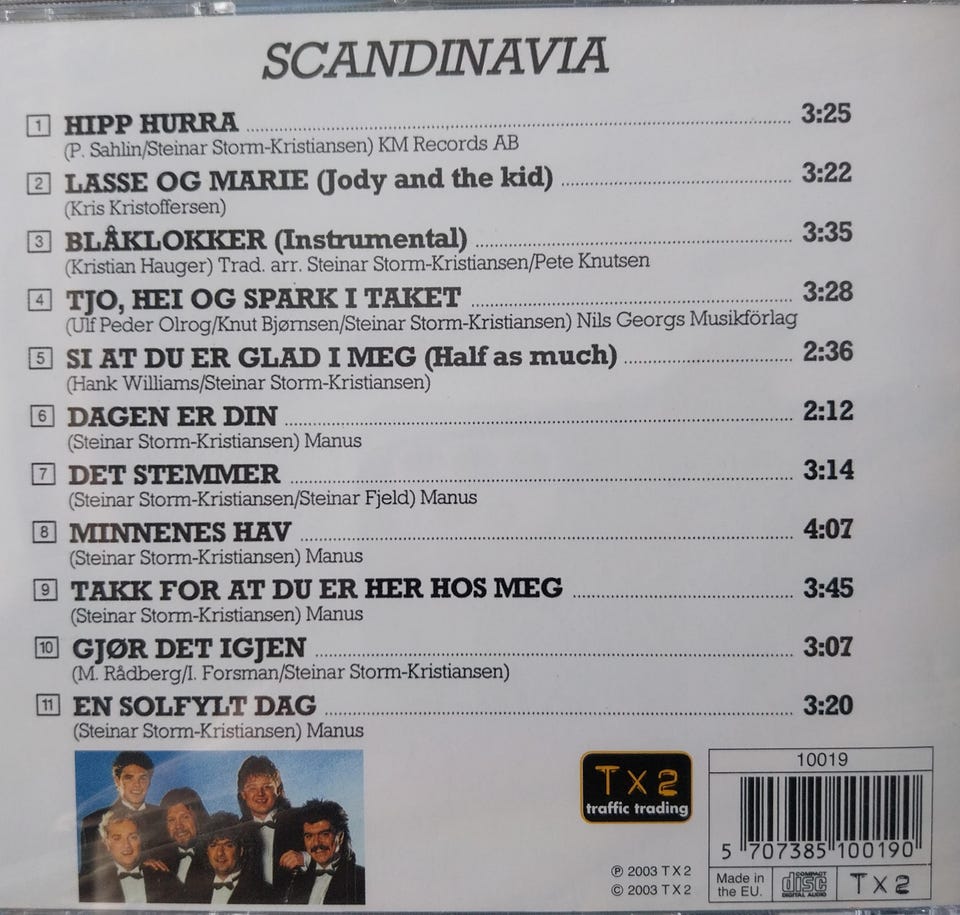 SCANDINAVIA
1 HIPP HURRA 3:25
(P. Sahlin/Steinar Storm-Kristiansen) KM Records AB
2 LASSE OG MARIE (Jody and the kid) 3:22
(Kris Kristoffersen)
3 BLÅKLOKKER (Instrumental) 3:35
(Kristian Hauger) Trad. arr. Steinar Storm-Kristiansen/Pete Knutsen
4 TJO, HEI OG SPARK I TAKET 3:28
(Ulf Peder Olrog/Knut Bjørnsen/Steinar Storm-Kristiansen) Nils Georgs Musikförlag
5 SI AT DU ER GLAD I MEG (Half as much) 2:36
(Hank Williams/Steinar Storm-Kristiansen)
6 DAGEN ER DIN 2:12
(Steinar Storm-Kristiansen) Manus
7 DET STEMMER 3:14
(Steinar Storm-Kristiansen/Steinar Fjeld) Manus
8 MINNENES HAV 4:07
(Steinar Storm-Kristiansen) Manus
9 TAKK FOR AT DU ER HER HOS MEG 3:45
(Steinar Storm-Kristiansen) Manus
10 GJØR DET IGJEN 3:07
(M. Rådberg/I. Forsman/Steinar Storm-Kristiansen)
11 EN SOLFYLT DAG 3:20
(Steinar Storm-Kristiansen) Manus
TX2
traffic trading
℗ 2003 TX2
© 2003 TX2
10019
5 707385 100190
Made in
the EU.
COMPACT
disc
DIGITAL AUDIO
TX2